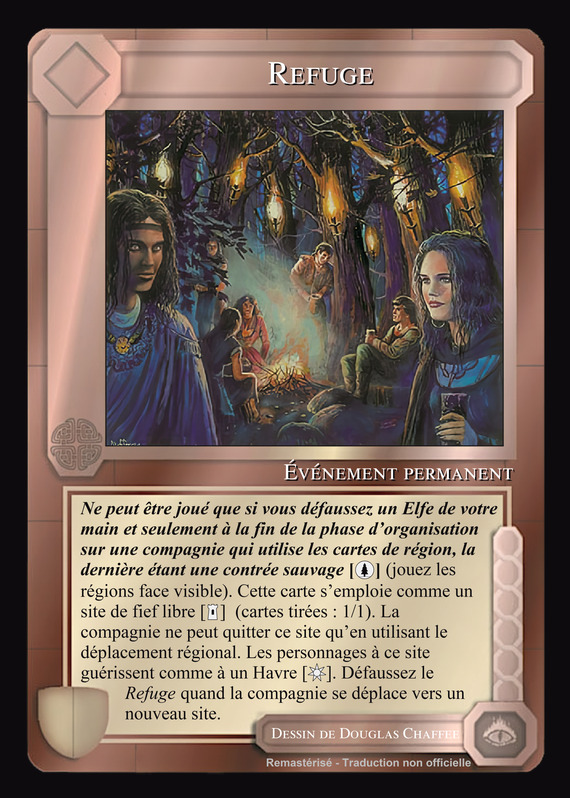 Refuge
Événement permanent
Ne peut être joué que si vous défaussez un Elfe de votre
main et seulement à la fin de la phase d'organisation
sur une compagnie qui utilise les cartes de région, la
dernière étant une contrée sauvage [] (jouez les
régions face visible). Cette carte s'emploie comme un
site de fief libre [] (cartes tirées : 1/1). La
compagnie ne peut quitter ce site qu'en utilisant le
déplacement régional. Les personnages à ce site
guérissent comme à un Havre []. Défaussez le
Refuge quand la compagnie se déplace vers un
nouveau site.
Dessin de Douglas Chaffee
Remastérisé - Traduction non officielle